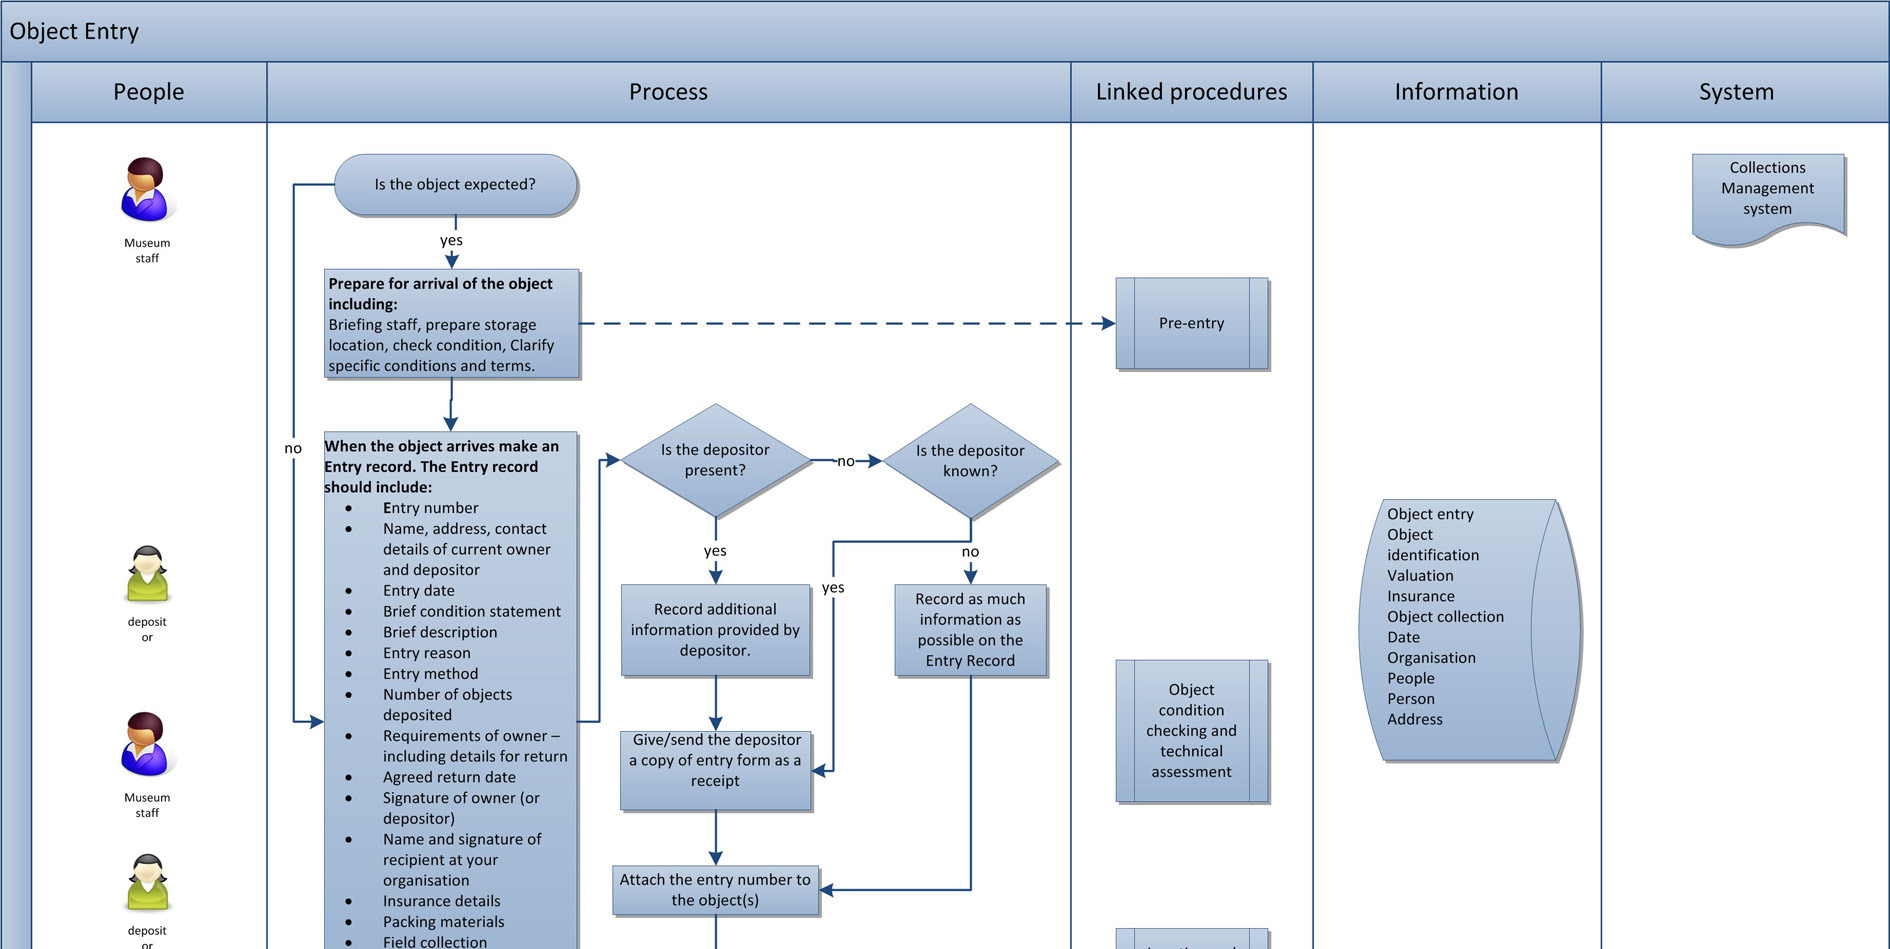 Object Entry
People
Process
Linked procedures
Information
System
Museum
staff
Is the object expected?
yes
no
Prepare for arrival of the object
including:
Briefing staff, prepare storage
location, check condition, Clarify
specific conditions and terms.
Pre-entry
Collections
Management
system
When the object arrives make an
Entry record. The Entry record
should include:
• Entry number
• Name, address, contact
details of current owner
and depositor
• Entry date
• Brief condition statement
• Brief description
• Entry reason
• Entry method
• Number of objects
deposited
• Requirements of owner –
including details for return
• Agreed return date
• Signature of owner (or
depositor)
• Name and signature of
recipient at your
organisation
• Insurance details
• Packing materials
• Field collection
Is the depositor
present?
no
Is the depositor
known?
yes
yes
no
Record additional
information provided by
depositor.
Record as much
information as
possible on the
Entry Record
Give/send the depositor
a copy of entry form as a
receipt
Attach the entry number to
the object(s)
deposit
or
Museum
staff
deposit
or
Object
condition
checking and
technical
assessment
Object entry
Object
identification
Valuation
Insurance
Object collection
Date
Organisation
People
Person
Address